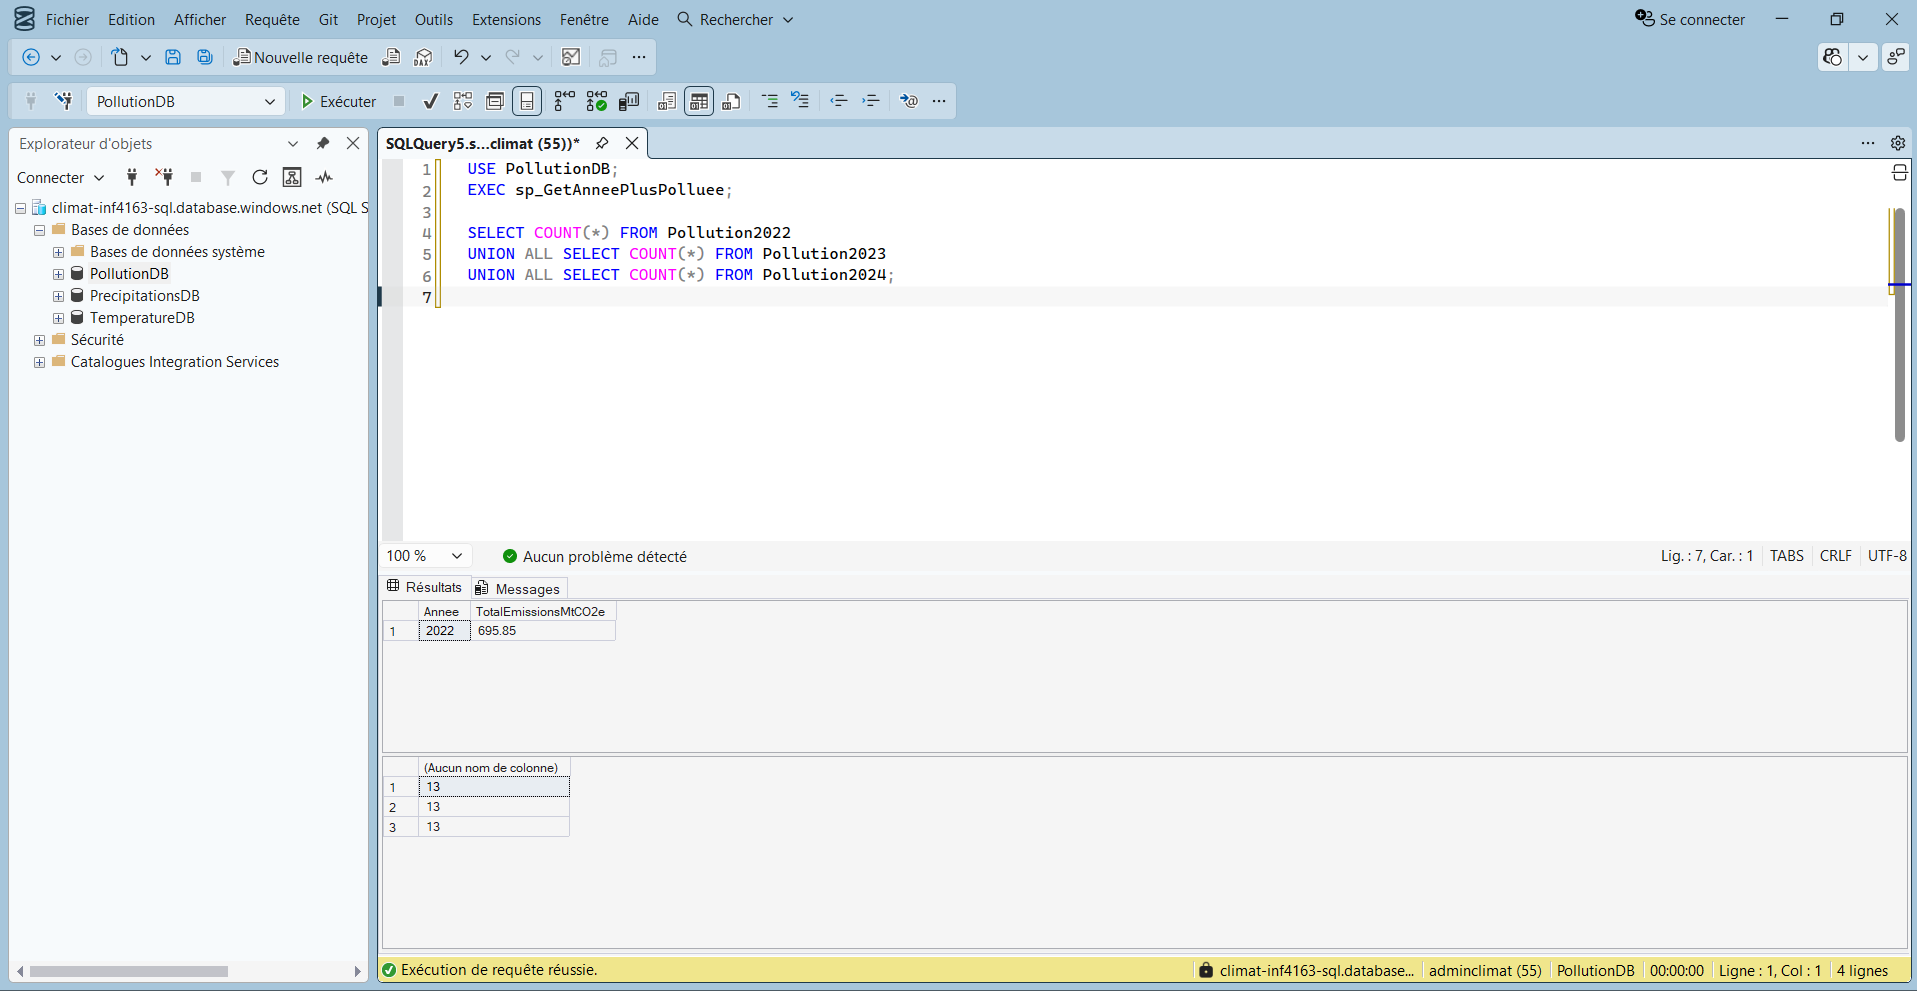 Fichier Edition Afficher Requête Git Projet Outils Extensions Fenêtre Aide Rechercher Se connecter
Nouvelle requête DAX
PollutionDB Exécuter
Explorateur d'objets
Connecter
climat-inf4163-sql.database.windows.net (SQL S
Bases de données
Bases de données système
PollutionDB
PrecipitationsDB
TemperatureDB
Sécurité
Catalogues Integration Services
SQLQuery5.s...climat (55))*
1 USE PollutionDB;
2 EXEC sp_GetAnneePlusPolluee;
3
4 SELECT COUNT(*) FROM Pollution2022
5 UNION ALL SELECT COUNT(*) FROM Pollution2023
6 UNION ALL SELECT COUNT(*) FROM Pollution2024;
7
100 % Aucun problème détecté Lig. : 7, Car. : 1 TABS CRLF UTF-8
Résultats Messages
Annee TotalEmissionsMtCO2e
1 2022 695.85
(Aucun nom de colonne)
1 13
2 13
3 13
Exécution de requête réussie. climat-inf4163-sql.database... adminclimat (55) PollutionDB 00:00:00 Ligne : 1, Col : 1 4 lignes